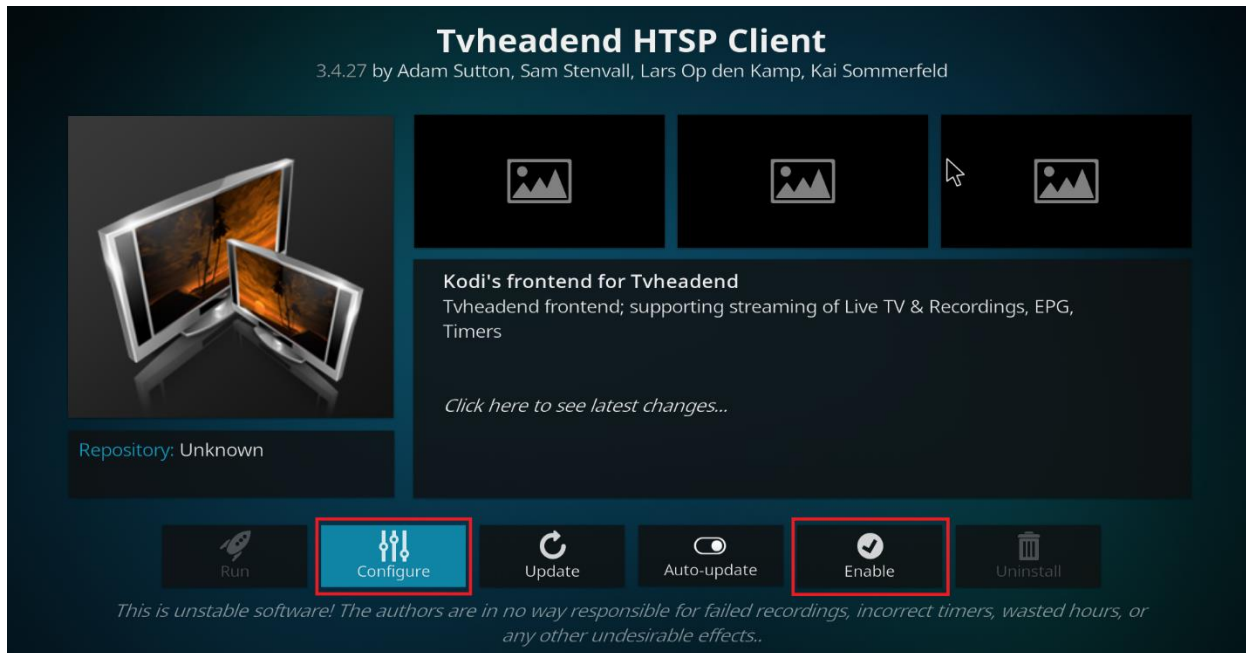 Tvheadend HTSP Client
3.4.27 by Adam Sutton, Sam Stenvall, Lars Op den Kamp, Kai Sommerfeld
Kodi's frontend for Tvheadend
Tvheadend frontend; supporting streaming of Live TV & Recordings, EPG,
Timers
Click here to see latest changes...
Repository: Unknown
Run
Configure
Update
Auto-update
Enable
Uninstall
This is unstable software! The authors are in no way responsible for failed recordings, incorrect timers, wasted hours, or
any other undesirable effects..